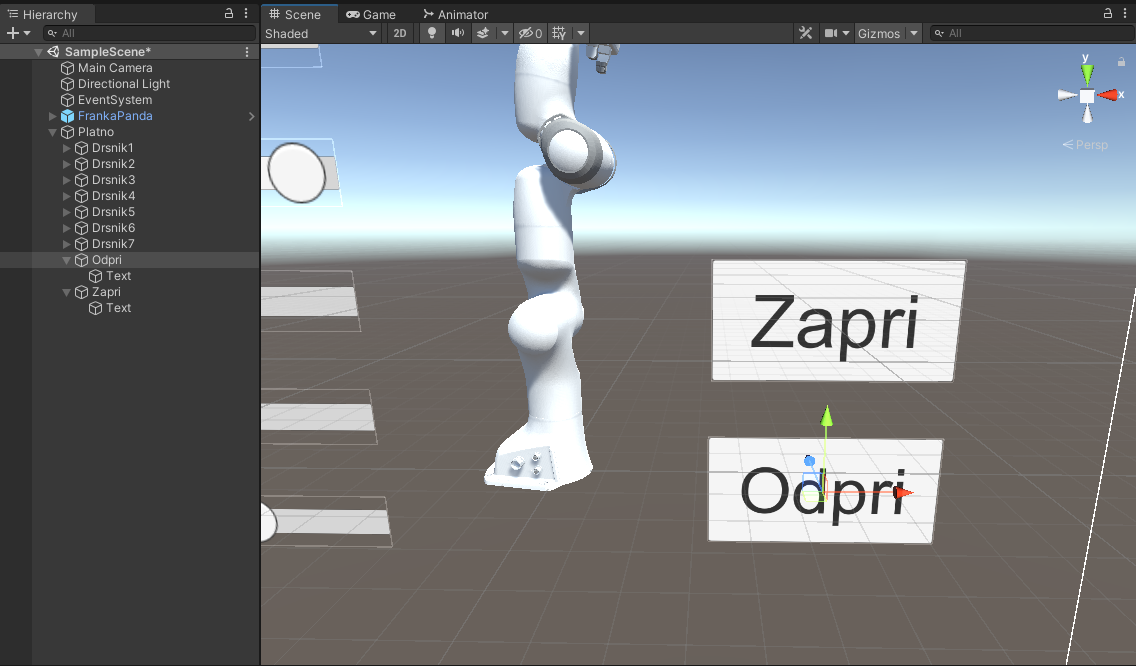 Hierarchy
All
SampleScene*
Main Camera
Directional Light
EventSystem
FrankaPanda
Platno
Drsnik1
Drsnik2
Drsnik3
Drsnik4
Drsnik5
Drsnik6
Drsnik7
Odpri
Text
Zapri
Text
Scene
Game
Animator
Shaded
2D
0
Gizmos
All
y
x
Persp
Zapri
Odpri